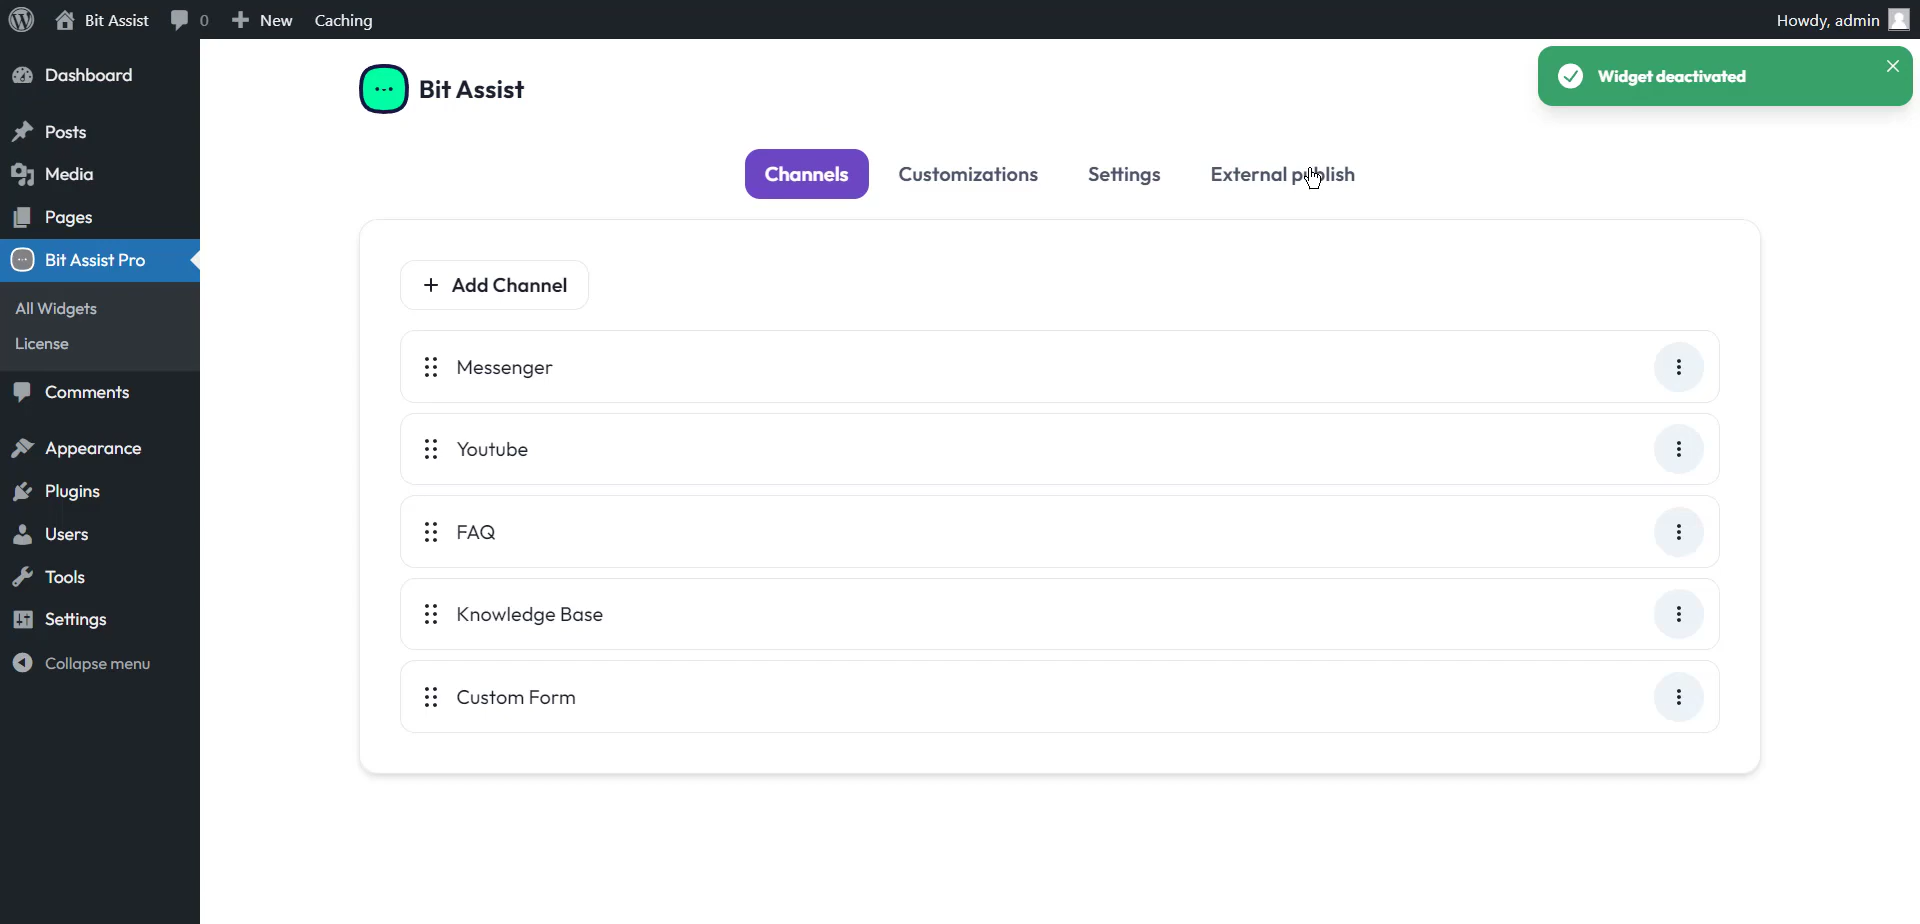 Bit Assist
0
New
Caching
Howdy, admin
Dashboard
Posts
Media
Pages
Bit Assist Pro
All Widgets
License
Comments
Appearance
Plugins
Users
Tools
Settings
Collapse menu
Bit Assist
Widget deactivated
Channels
Customizations
Settings
External publish
+ Add Channel
Messenger
Youtube
FAQ
Knowledge Base
Custom Form